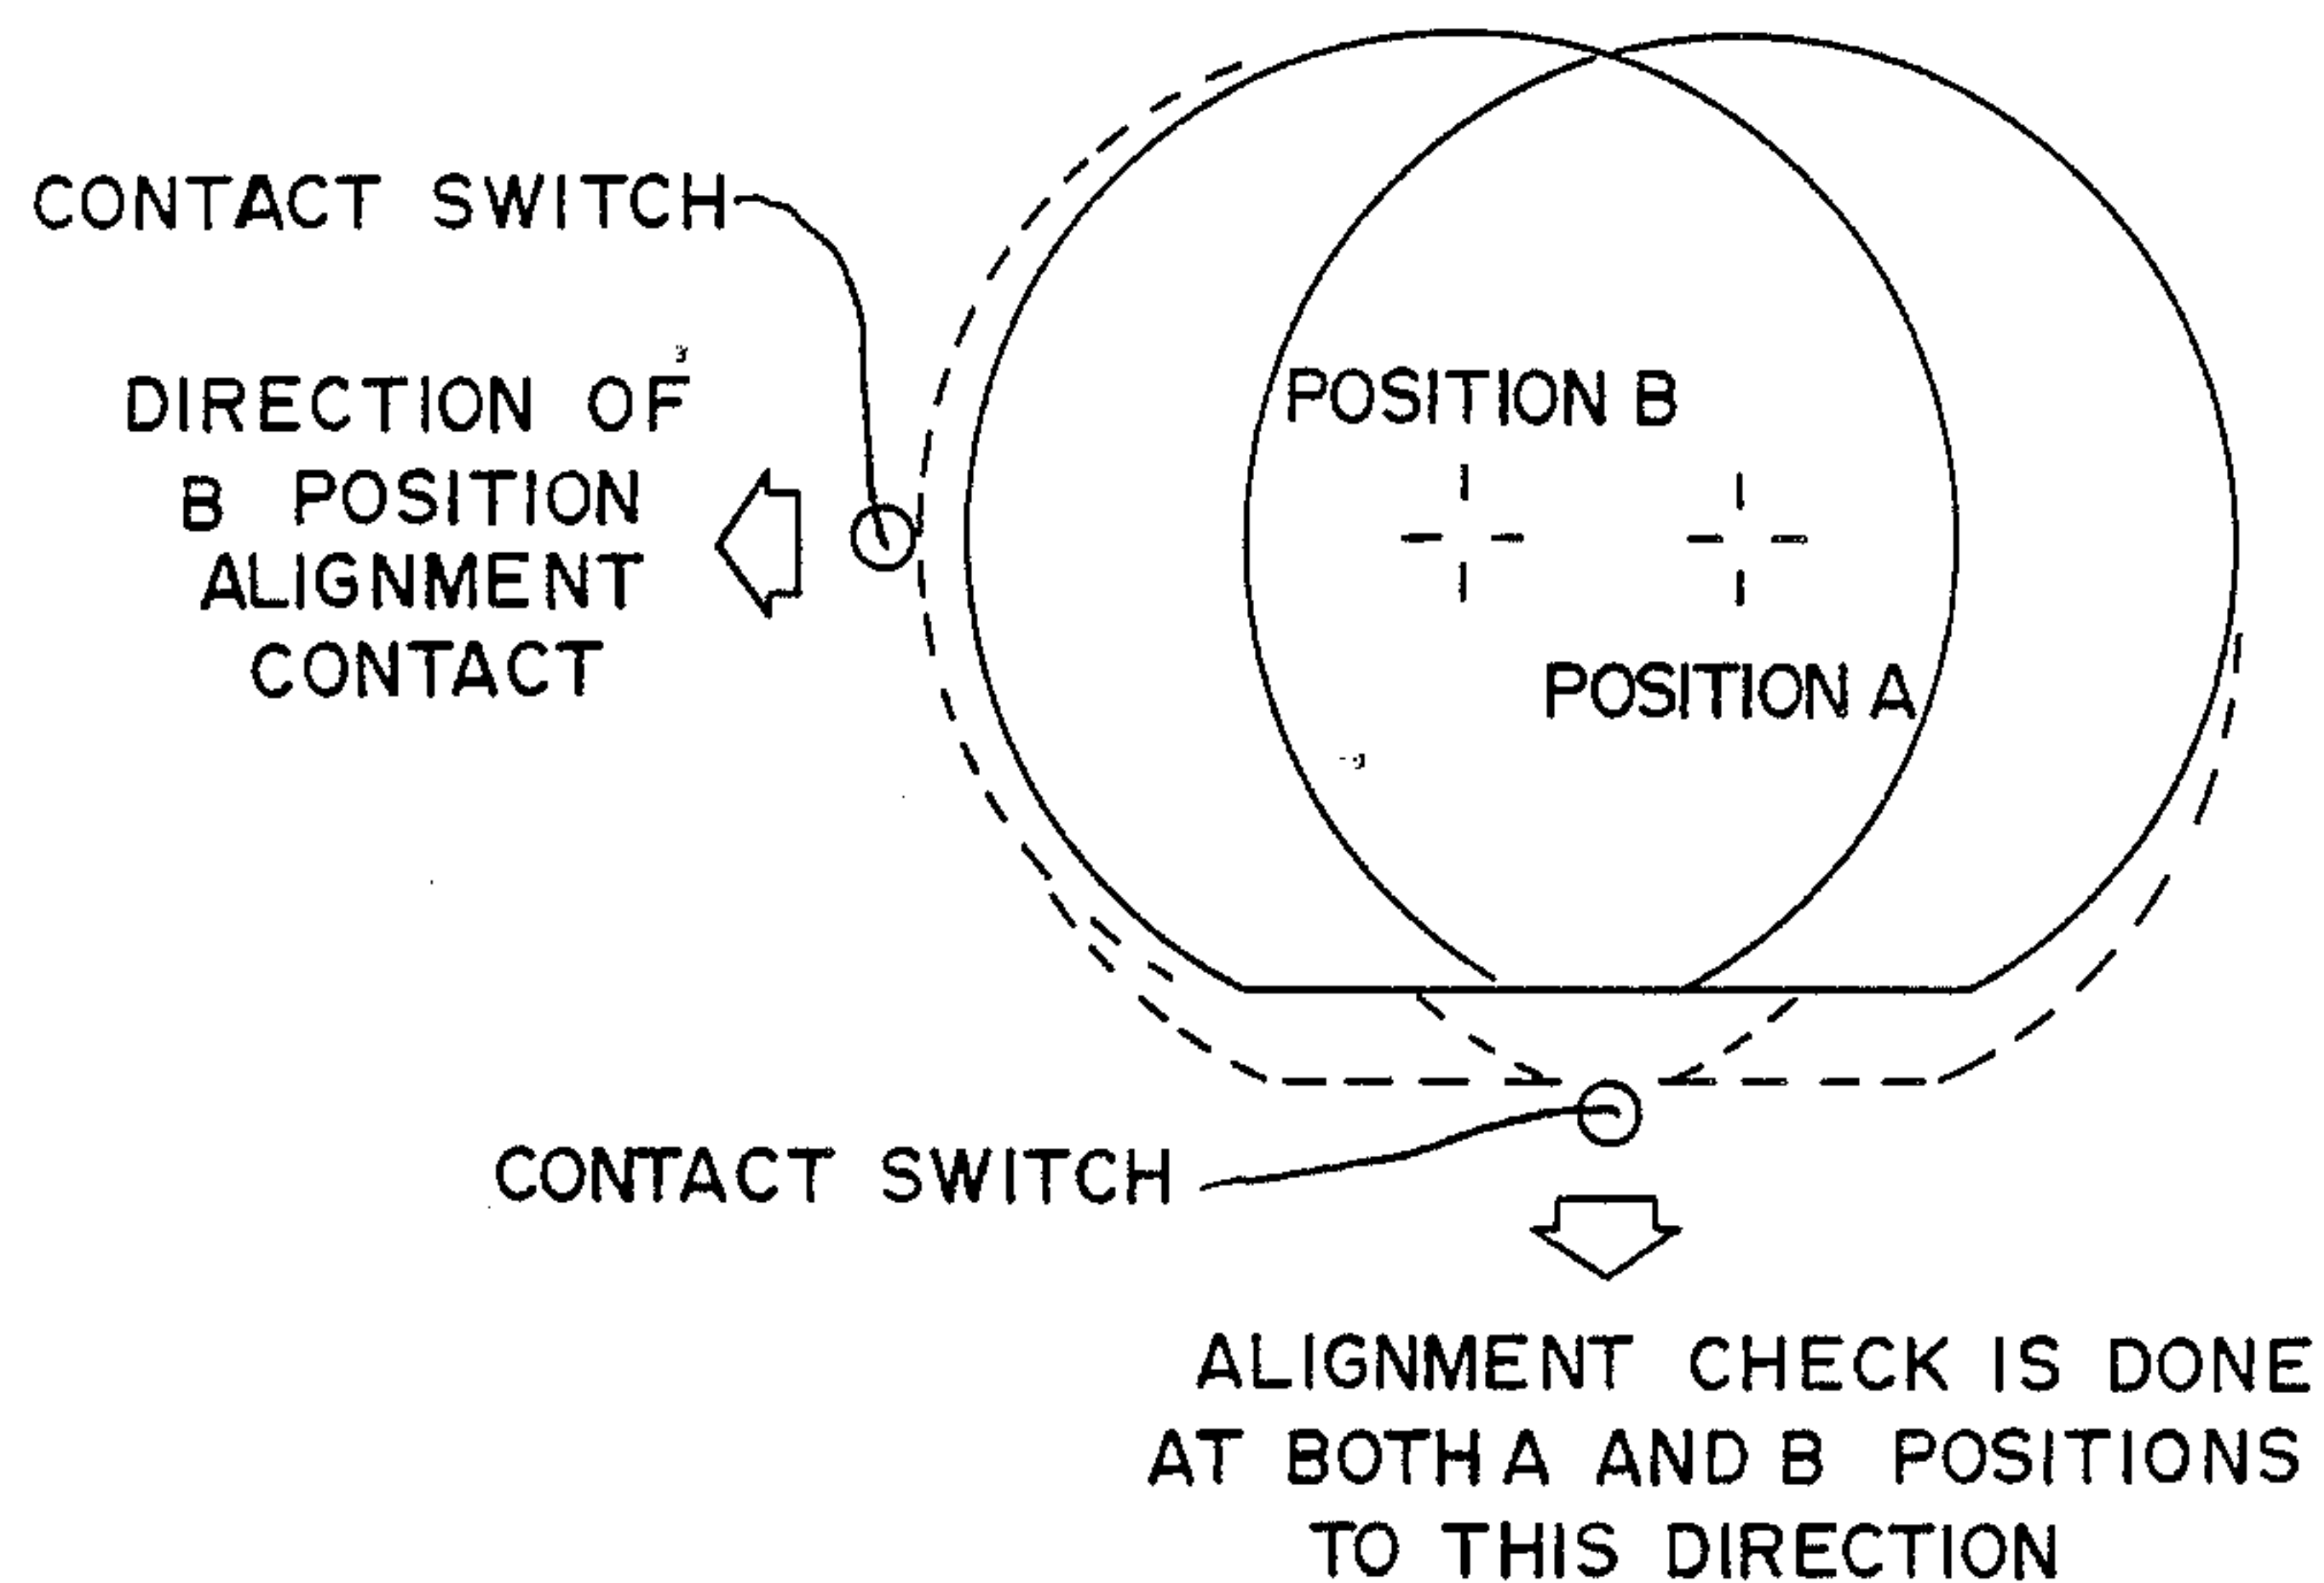 CONTACT SWITCH
DIRECTION OF
B POSITION
ALIGNMENT
CONTACT
POSITION B
POSITION A
CONTACT SWITCH
ALIGNMENT CHECK IS DONE
AT BOTH A AND B POSITIONS
TO THIS DIRECTION